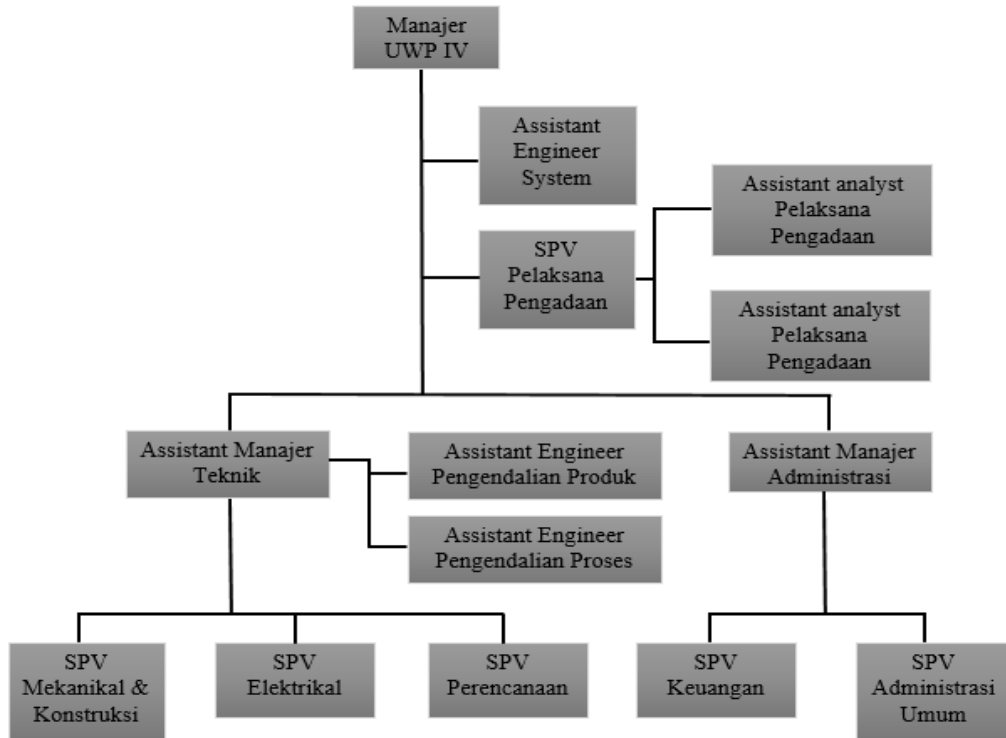 Manajer
UWP IV
Assistant
Engineer
System
SPV
Pelaksana
Pengadaan
Assistant analyst
Pelaksana
Pengadaan
Assistant analyst
Pelaksana
Pengadaan
Assistant Manajer
Teknik
Assistant Engineer
Pengendalian Produk
Assistant Engineer
Pengendalian Proses
Assistant Manajer
Administrasi
SPV
Mekanikal &
Konstruksi
SPV
Elektrikal
SPV
Perencanaan
SPV
Keuangan
SPV
Administrasi
Umum